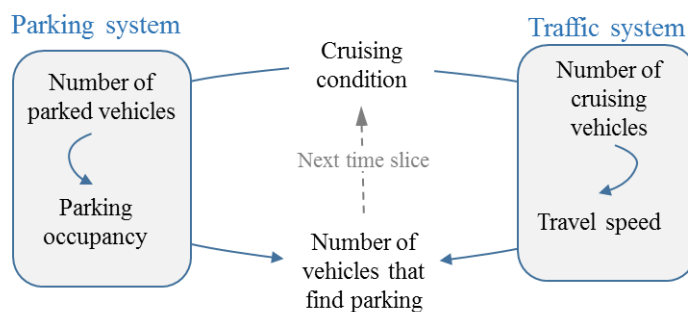 Parking system
Number of
parked vehicles
Parking
occupancy
Cruising
condition
Next time slice
Number of
vehicles that
find parking
Traffic system
Number of
cruising
vehicles
Travel speed